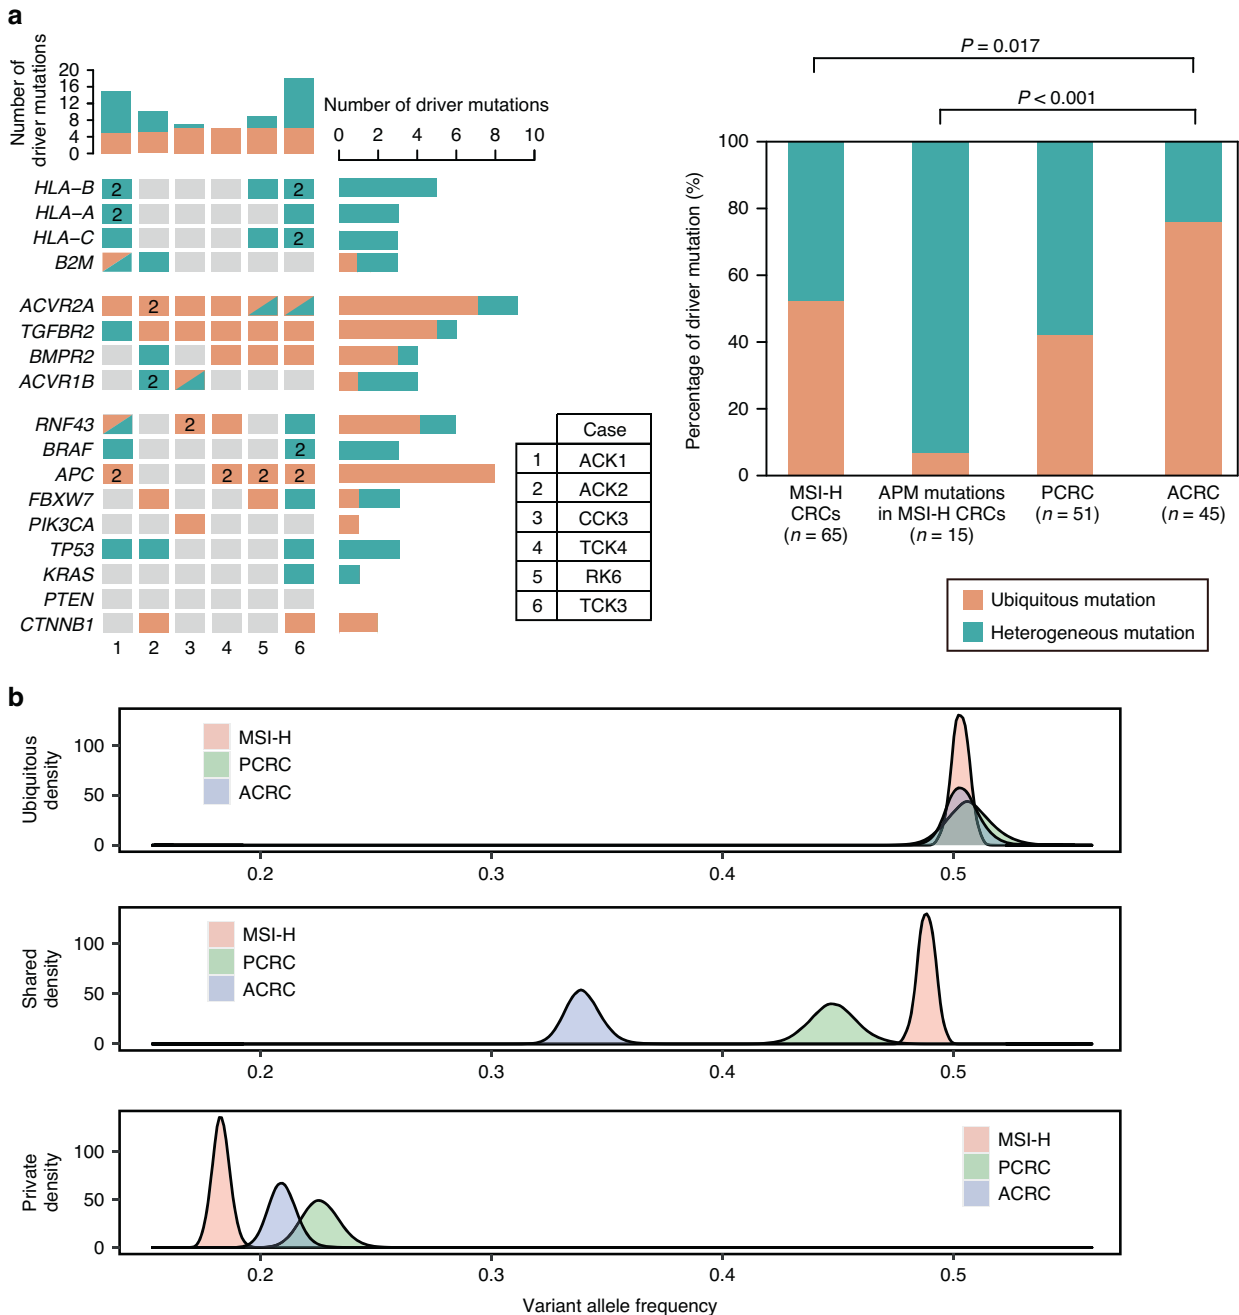 a
Number of
driver mutations
20
16
12
8
4
0
Number of driver mutations
0 2 4 6 8 10
HLA–B 2 2
HLA–A 2
HLA–C 2
B2M
ACVR2A 2
TGFBR2
BMPR2
ACVR1B 2
RNF43 2
BRAF 2
APC 2 2 2 2
FBXW7
PIK3CA
TP53
KRAS
PTEN
CTNNB1
1 2 3 4 5 6
Case
1 ACK1
2 ACK2
3 CCK3
4 TCK4
5 RK6
6 TCK3
P = 0.017
P < 0.001
Percentage of driver mutation (%)
100
80
60
40
20
0
MSI-H
CRCs
(n = 65)
APM mutations
in MSI-H CRCs
(n = 15)
PCRC
(n = 51)
ACRC
(n = 45)
Ubiquitous mutation
Heterogeneous mutation
b
Ubiquitous
density
100
50
0
MSI-H
PCRC
ACRC
0.2 0.3 0.4 0.5
Shared
density
100
50
0
MSI-H
PCRC
ACRC
0.2 0.3 0.4 0.5
Private
density
100
50
0
MSI-H
PCRC
ACRC
0.2 0.3 0.4 0.5
Variant allele frequency